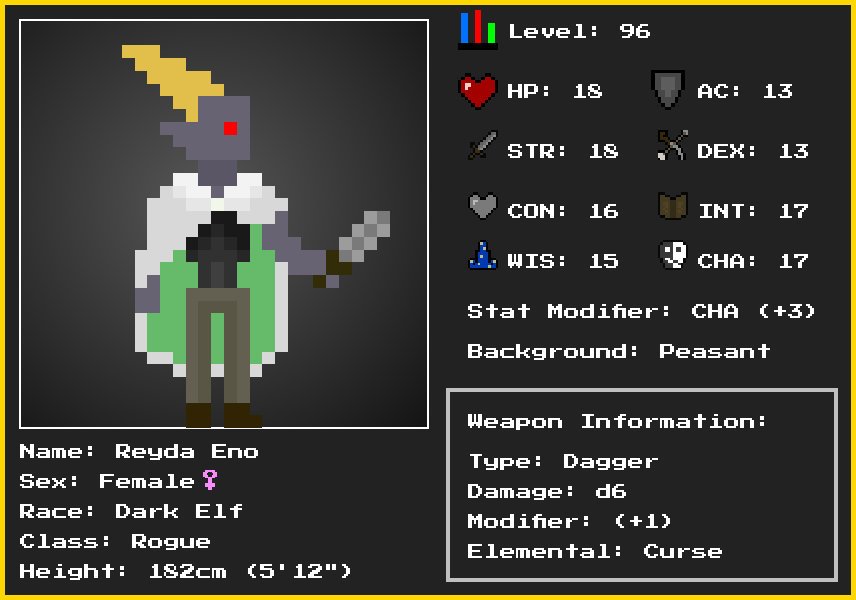 Level: 96
HP: 18
AC: 13
STR: 18
DEX: 13
CON: 16
INT: 17
WIS: 15
CHA: 17
Stat Modifier: CHA (+3)
Background: Peasant
Weapon Information:
Type: Dagger
Damage: d6
Modifier: (+1)
Elemental: Curse
Name: Reyda Eno
Sex: Female♀
Race: Dark Elf
Class: Rogue
Height: 182cm (5'12")